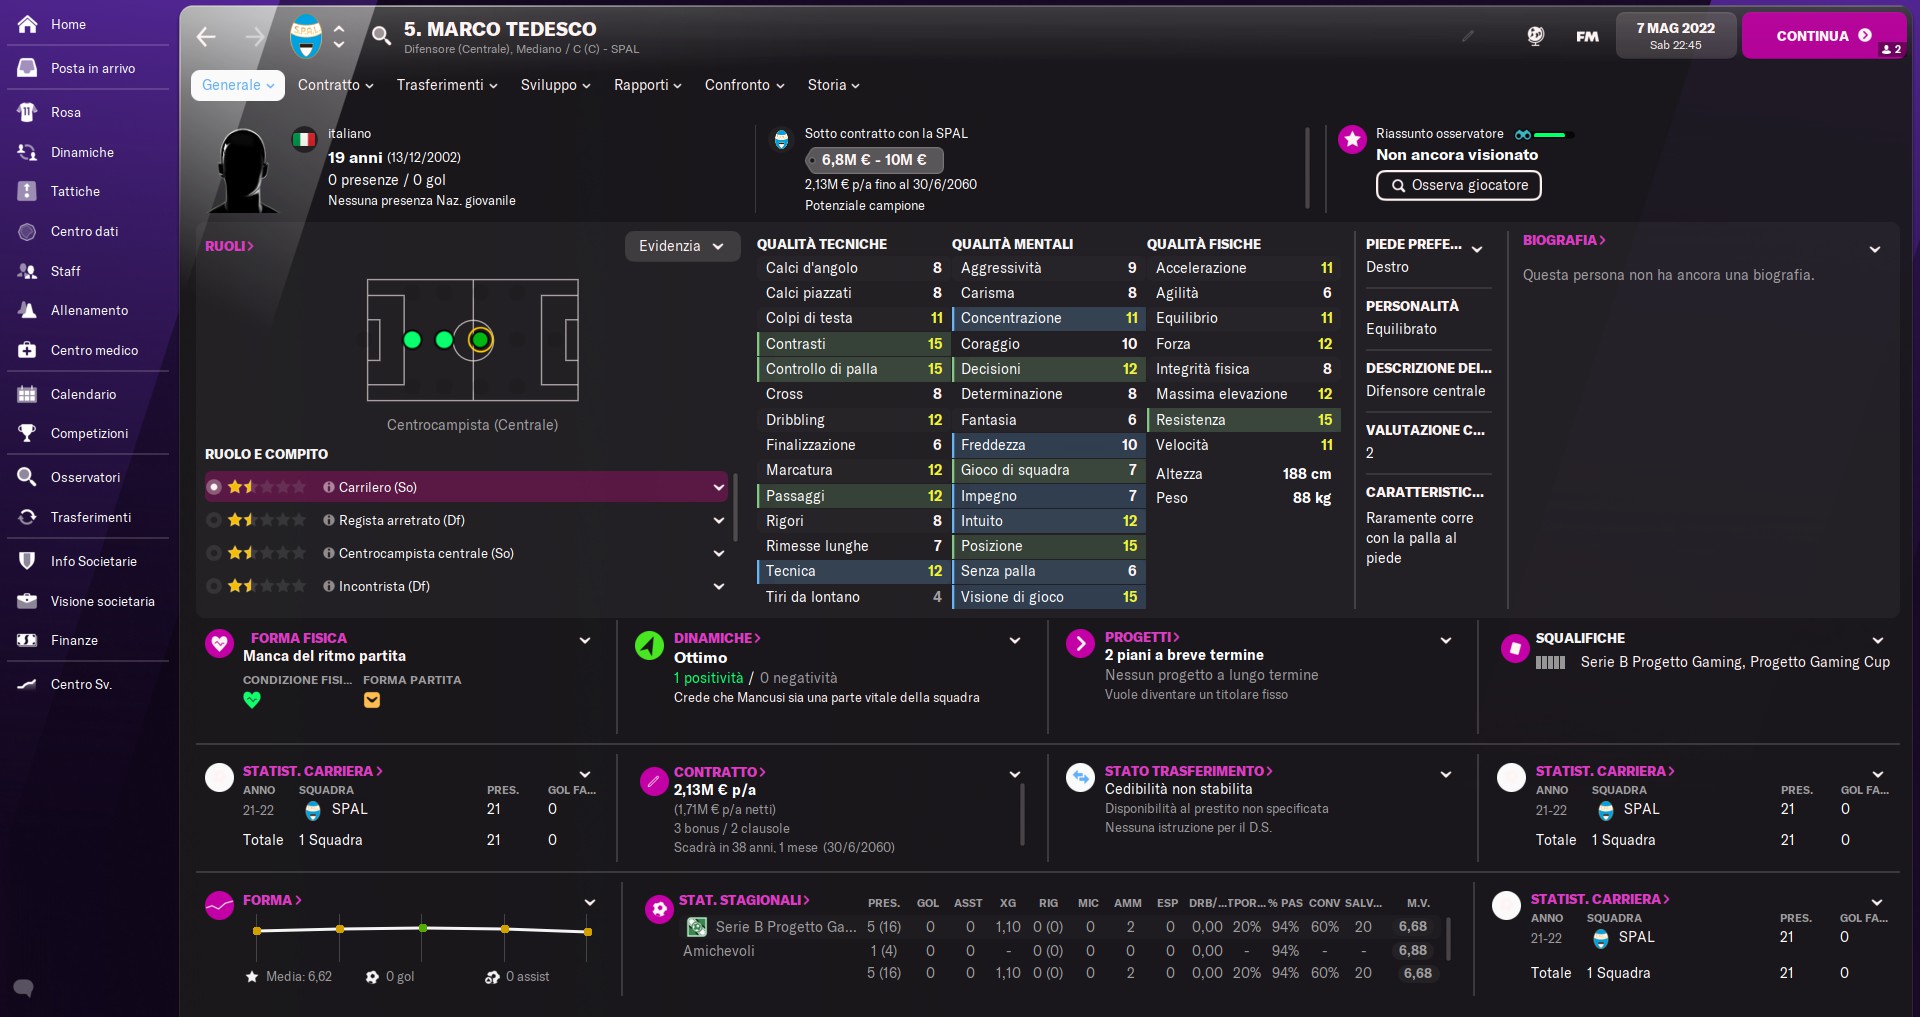 Home
Posta in arrivo
Rosa
Dinamiche
Tattiche
Centro dati
Staff
Allenamento
Centro medico
Calendario
Competizioni
Osservatori
Trasferimenti
Info Societarie
Visione societaria
Finanze
Centro Sv.
5. MARCO TEDESCO
Difensore (Centrale), Mediano / C (C) - SPAL
FM
7 MAG 2022
Sab 22:45
CONTINUA
2
Generale
Contratto
Trasferimenti
Sviluppo
Rapporti
Confronto
Storia
italiano
19 anni (13/12/2002)
0 presenze / 0 gol
Nessuna presenza Naz. giovanile
Sotto contratto con la SPAL
6,8M € - 10M €
2,13M € p/a fino al 30/6/2060
Potenziale campione
Riassunto osservatore
Non ancora visionato
Osserva giocatore
RUOLI
Evidenzia
Centrocampista (Centrale)
RUOLO E COMPITO
Carrilero (So)
Regista arretrato (Df)
Centrocampista centrale (So)
Incontrista (Df)
QUALITÀ TECNICHE
Calci d'angolo 8
Calci piazzati 8
Colpi di testa 11
Contrasti 15
Controllo di palla 15
Cross 8
Dribbling 12
Finalizzazione 6
Marcatura 12
Passaggi 12
Rigori 8
Rimesse lunghe 7
Tecnica 12
Tiri da lontano 4
QUALITÀ MENTALI
Aggressività 9
Carisma 8
Concentrazione 11
Coraggio 10
Decisioni 12
Determinazione 8
Fantasia 6
Freddezza 10
Gioco di squadra 7
Impegno 7
Intuito 12
Posizione 15
Senza palla 6
Visione di gioco 15
QUALITÀ FISICHE
Accelerazione 11
Agilità 6
Equilibrio 11
Forza 12
Integrità fisica 8
Massima elevazione 12
Resistenza 15
Velocità 11
Altezza 188 cm
Peso 88 kg
PIEDE PREFE...
Destro
PERSONALITÀ
Equilibrato
DESCRIZIONE DEI...
Difensore centrale
VALUTAZIONE C...
2
CARATTERISTIC...
Raramente corre
con la palla al
piede
BIOGRAFIA
Questa persona non ha ancora una biografia.
FORMA FISICA
Manca del ritmo partita
CONDIZIONE FISI... FORMA PARTITA
DINAMICHE
Ottimo
1 positività / 0 negatività
Crede che Mancusi sia una parte vitale della squadra
PROGETTI
2 piani a breve termine
Nessun progetto a lungo termine
Vuole diventare un titolare fisso
SQUALIFICHE
Serie B Progetto Gaming, Progetto Gaming Cup
STATIST. CARRIERA
ANNO SQUADRA PRES. GOL FA...
21-22 SPAL 21 0
Totale 1 Squadra 21 0
CONTRATTO
2,13M € p/a
(1,71M € p/a netti)
3 bonus / 2 clausole
Scadrà in 38 anni, 1 mese (30/6/2060)
STATO TRASFERIMENTO
Cedibilità non stabilita
Disponibilità al prestito non specificata
Nessuna istruzione per il D.S.
STATIST. CARRIERA
ANNO SQUADRA PRES. GOL FA...
21-22 SPAL 21 0
Totale 1 Squadra 21 0
FORMA
Media: 6,62 0 gol 0 assist
STAT. STAGIONALI PRES. GOL ASST XG RIG MIC AMM ESP DRB/... TPOR... % PAS CONV SALV... M.V.
Serie B Progetto Ga... 5 (16) 0 0 1,10 0 (0) 0 2 0 0,00 20% 94% 60% 20 6,68
Amichevoli 1 (4) 0 0 - 0 (0) 0 0 0 0,00 - 94% - - 6,88
5 (16) 0 0 1,10 0 (0) 0 2 0 0,00 20% 94% 60% 20 6,68
STATIST. CARRIERA
ANNO SQUADRA PRES. GOL FA...
21-22 SPAL 21 0
Totale 1 Squadra 21 0